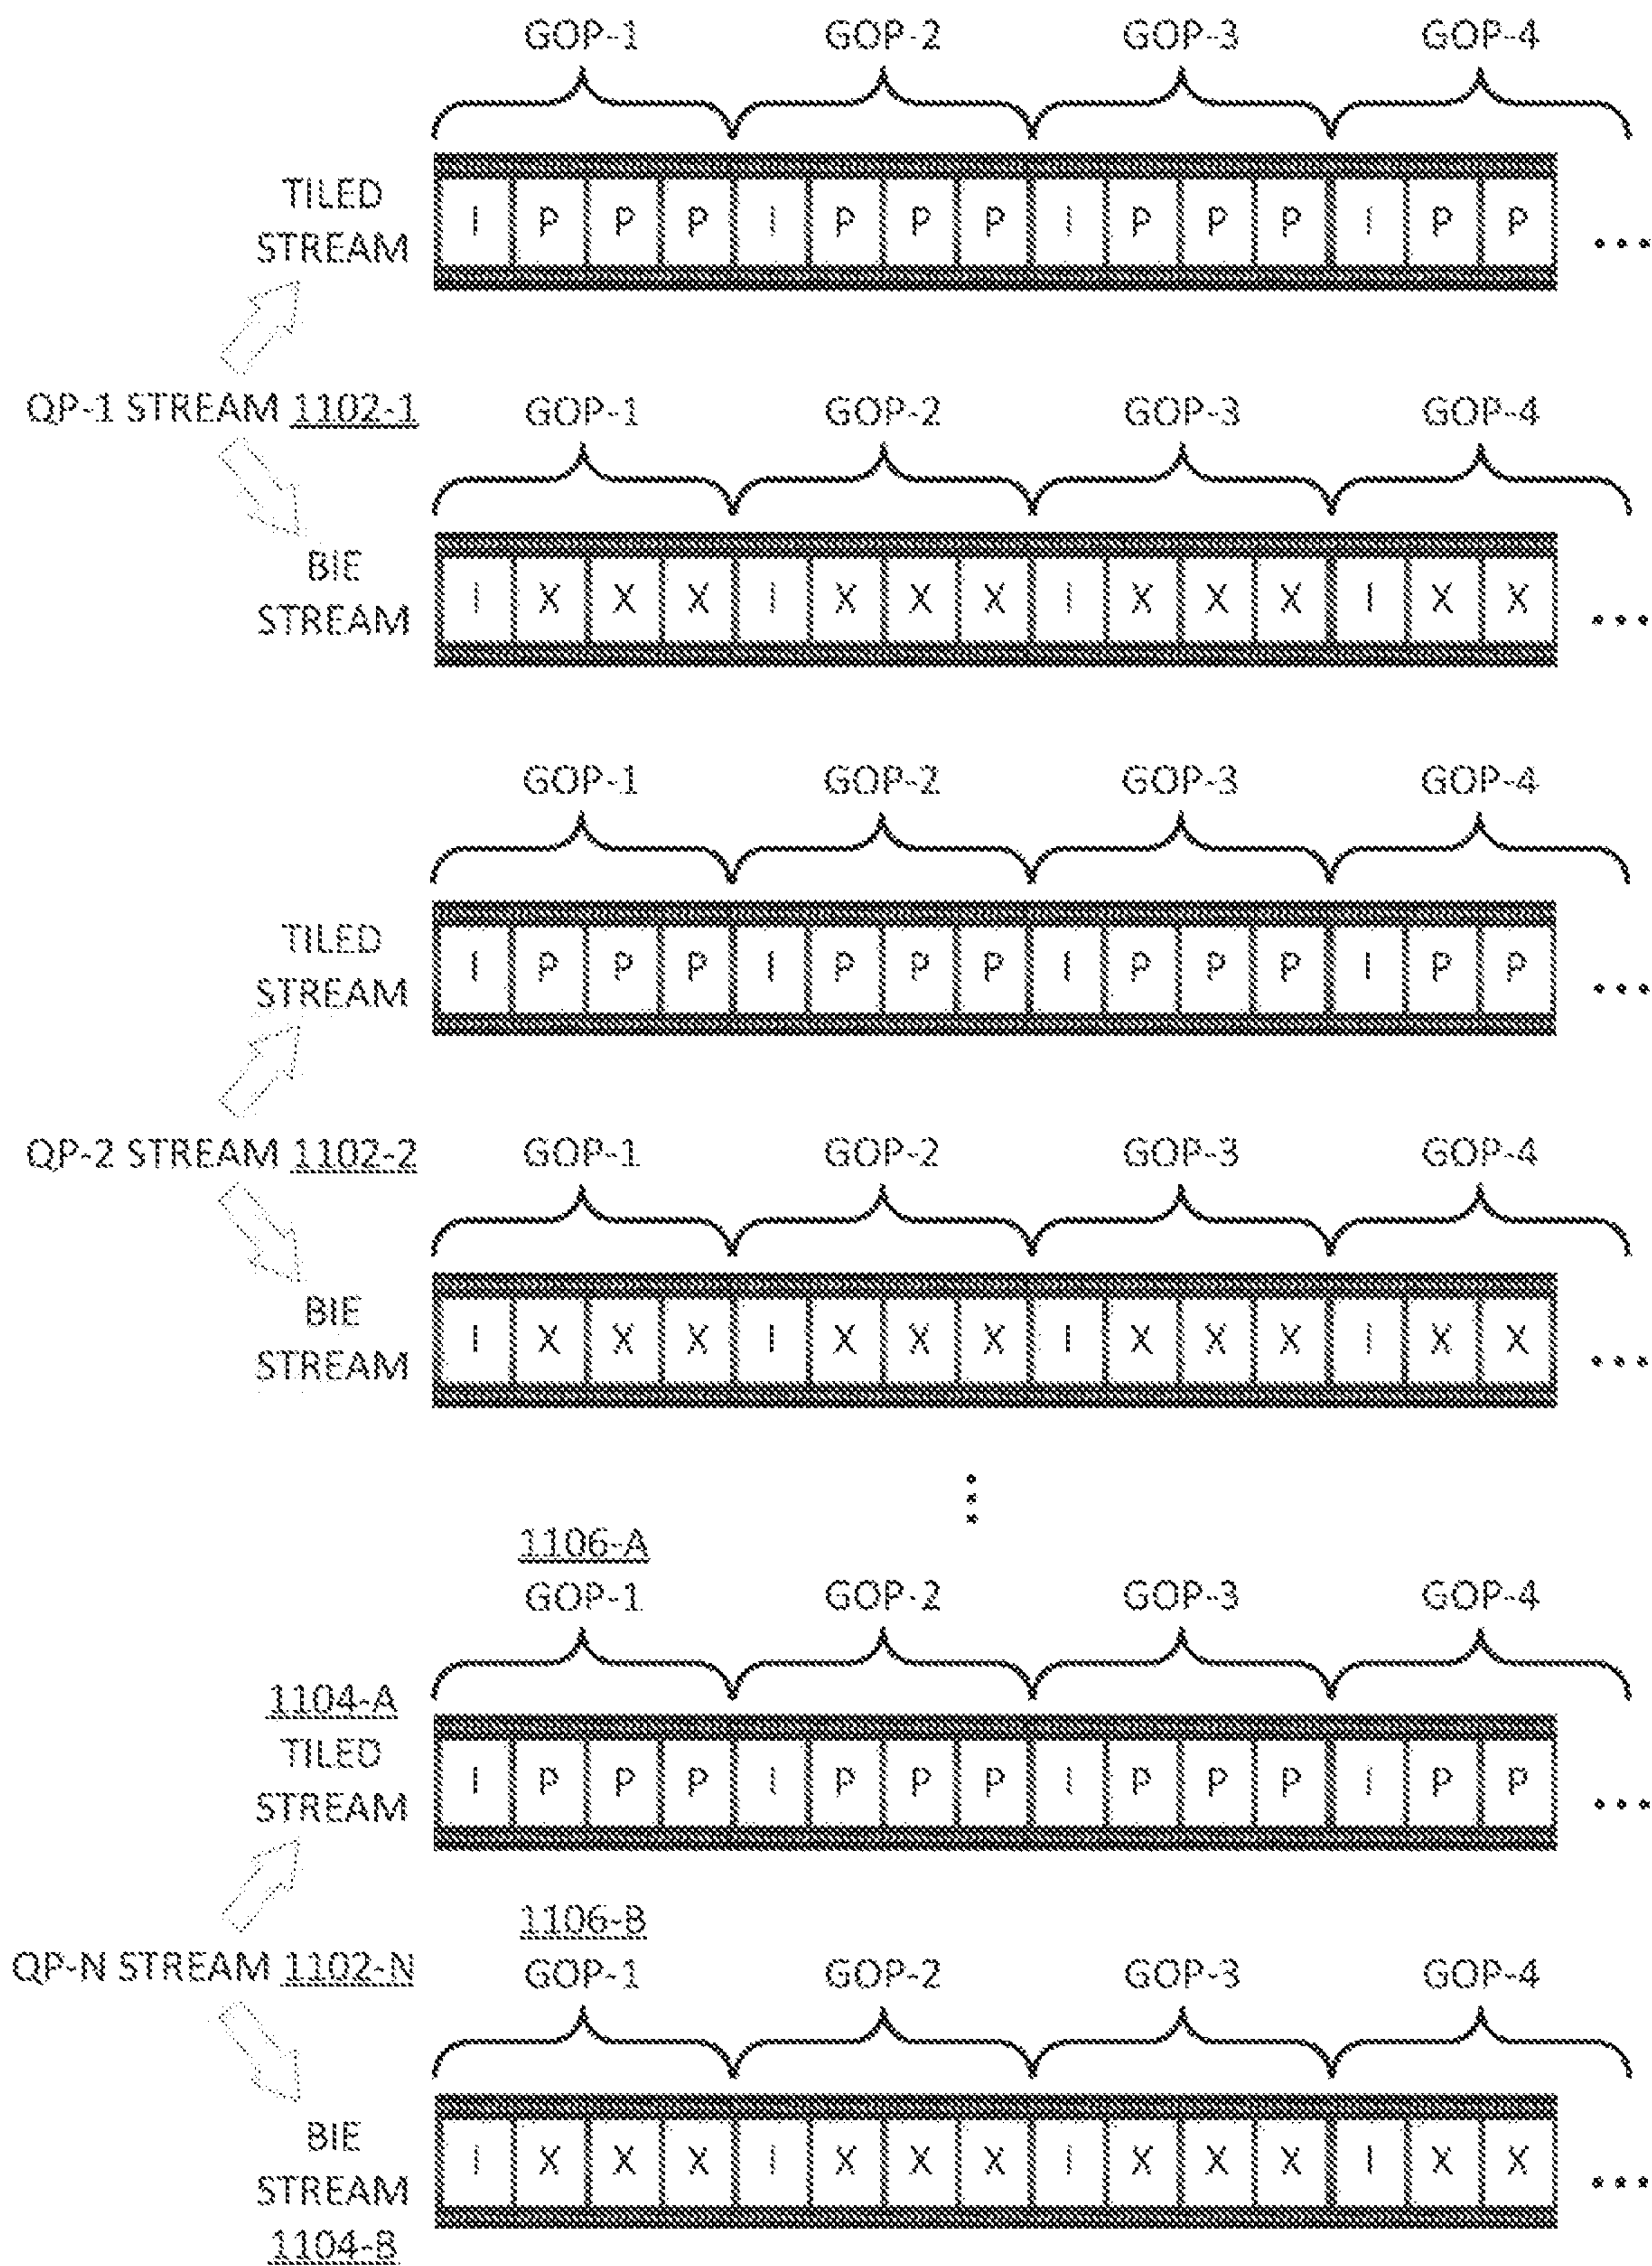 GOP-1 GOP-2 GOP-3 GOP-4
TILED
STREAM
I P P P I P P P I P P P I P P ...
QP-1 STREAM 1102-1
GOP-1 GOP-2 GOP-3 GOP-4
BIE
STREAM
I X X X I X X X I X X X I X X ...
GOP-1 GOP-2 GOP-3 GOP-4
TILED
STREAM
I P P P I P P P I P P P I P P ...
QP-2 STREAM 1102-2
GOP-1 GOP-2 GOP-3 GOP-4
BIE
STREAM
I X X X I X X X I X X X I X X ...
1106-A
GOP-1 GOP-2 GOP-3 GOP-4
1104-A
TILED
STREAM
I P P P I P P P I P P P I P P ...
1106-B
QP-N STREAM 1102-N
GOP-1 GOP-2 GOP-3 GOP-4
BIE
STREAM
1104-B
I X X X I X X X I X X X I X X ...